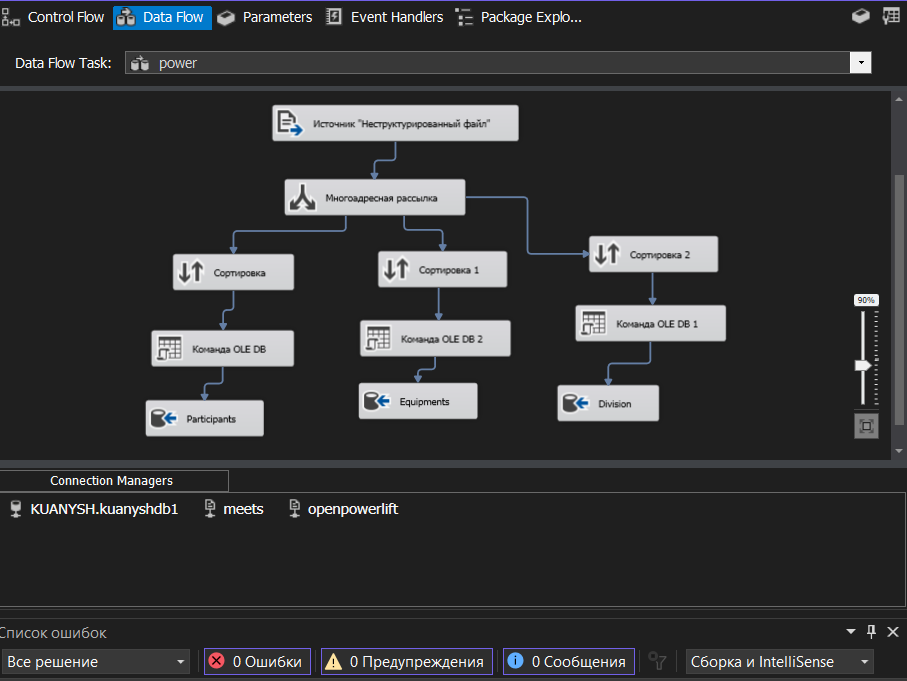 Control Flow Data Flow Parameters Event Handlers Package Explo...
Data Flow Task: power
Источник "Неструктурированный файл"
Многоадресная рассылка
Сортировка
Сортировка 1
Сортировка 2
Команда OLE DB
Команда OLE DB 2
Команда OLE DB 1
Participants
Equipments
Division
90%
Connection Managers
KUANYSH.kuanyshdb1 meets openpowerlift
Список ошибок
Все решение 0 Ошибки 0 Предупреждения 0 Сообщения Сборка и IntelliSense